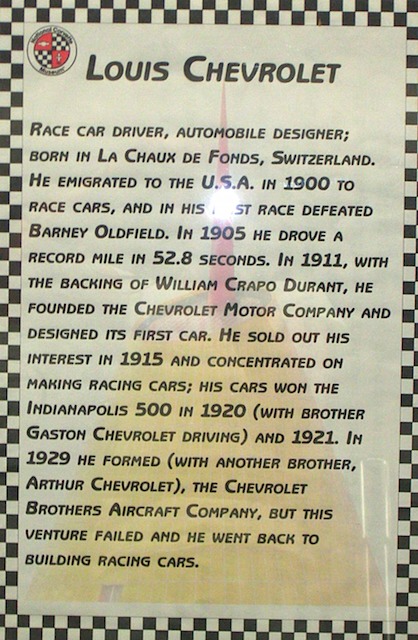 Louis Chevrolet
Race car driver, automobile designer;
born in La Chaux de Fonds, Switzerland.
He emigrated to the U.S.A. in 1900 to
race cars, and in his race defeated
Barney Oldfield. In 1905 he drove a
record mile in 52.8 seconds. In 1911, with
the backing of William Crapo Durant, he
founded the Chevrolet Motor Company and
designed its first car. He sold out his
interest in 1915 and concentrated on
making racing cars; his cars won the
Indianapolis 500 in 1920 (with brother
Gaston Chevrolet driving) and 1921. In
1929 he formed (with another brother,
Arthur Chevrolet), the Chevrolet
Brothers Aircraft Company, but this
venture failed and he went back to
building racing cars.